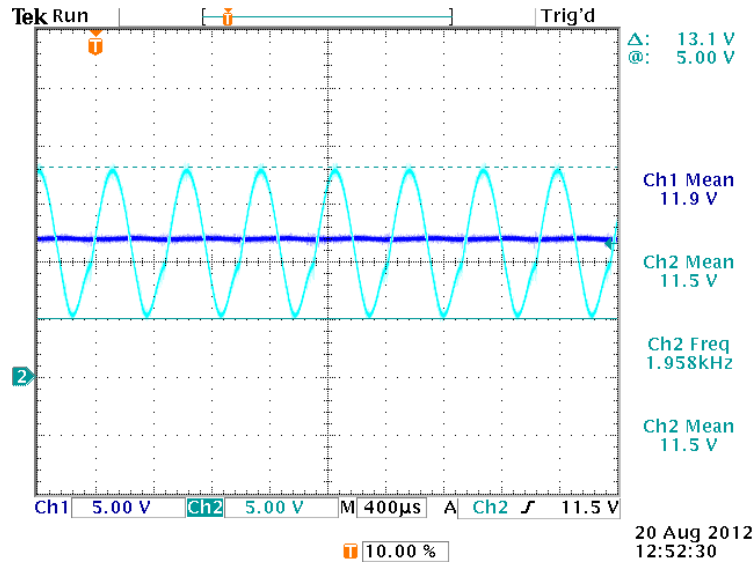 Tek Run Trig'd
T
T
Δ: 13.1 V
@: 5.00 V
Ch1 Mean
11.9 V
Ch2 Mean
11.5 V
2
Ch2 Freq
1.958kHz
Ch2 Mean
11.5 V
Ch1 5.00 V Ch2 5.00 V M 400µs A Ch2 11.5 V
T 10.00 %
20 Aug 2012
12:52:30